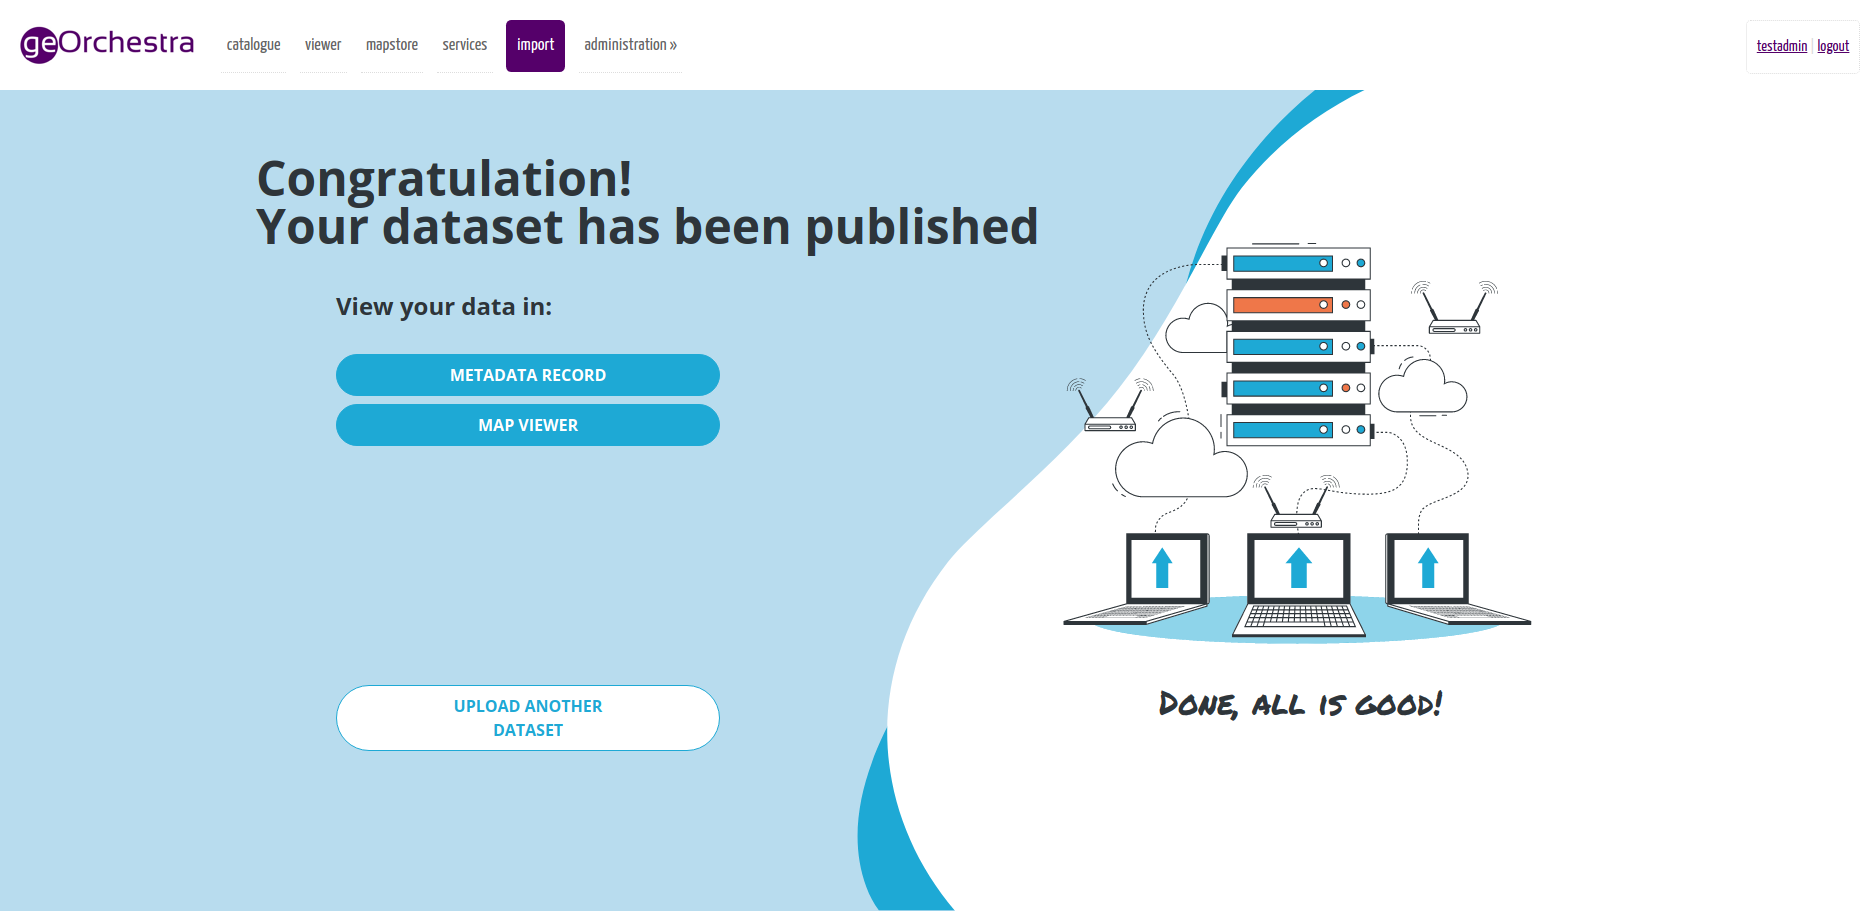 geOrchestra catalogue viewer mapstore services import administration » testadmin | logout
Congratulation!
Your dataset has been published
View your data in:
METADATA RECORD
MAP VIEWER
UPLOAD ANOTHER
DATASET
Done, all is good!